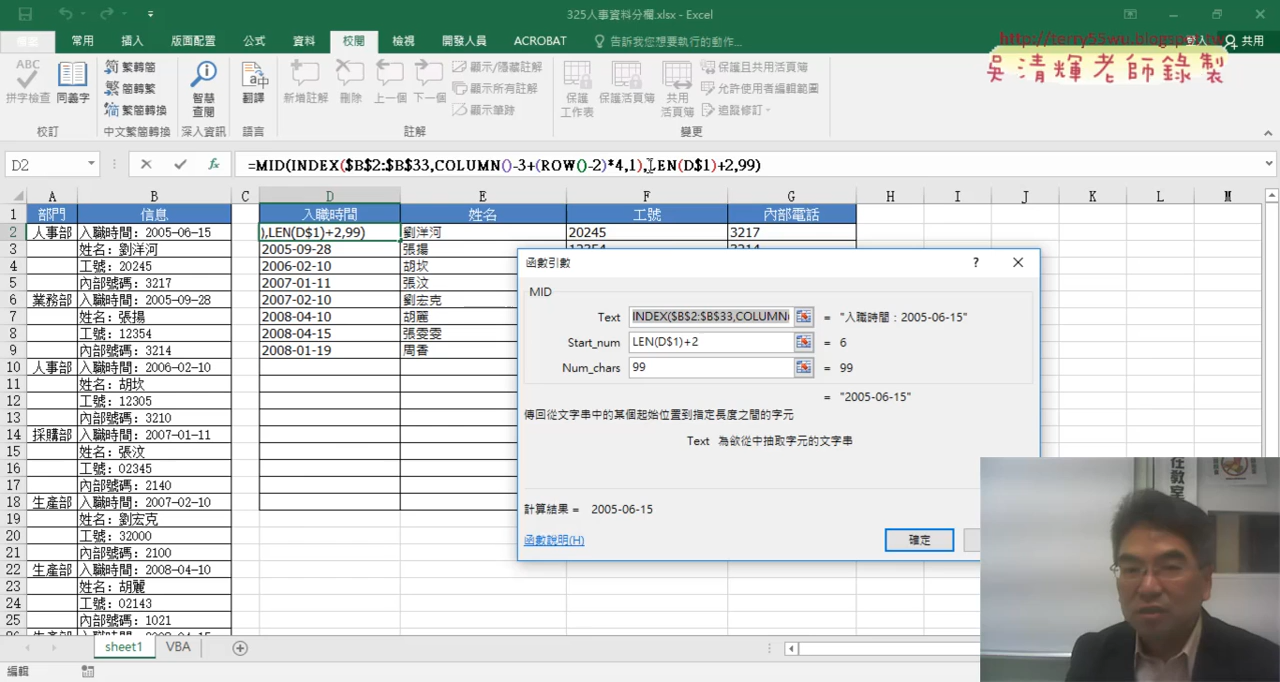 325人事資料分欄.xlsx - Excel
http://terry55wu.blogspot.tw
吳清輝老師錄製
常用 插入 版面配置 公式 資料 校閱 檢視 開發人員 ACROBAT 告訴我您想要執行的動作... 登入 共用
拼字檢查 同義字 校訂
繁轉簡
簡轉繁
繁簡轉換
中文繁簡轉換
智慧查閱 深入資訊
翻譯 語言
新增註解 刪除 上一個 下一個
顯示/隱藏註解
顯示所有註解
顯示筆跡
註解
保護工作表 保護活頁簿 共用活頁簿
保護且共用活頁簿
允許使用者編輯範圍
追蹤修訂
變更
D2 fx =MID(INDEX($B$2:$B$33,COLUMN()-3+(ROW()-2)*4,1),LEN(D$1)+2,99)
A B C D E F G H I J K L M
1 部門 信息 入職時間 姓名 工號 內部電話
2 人事部 入職時間：2005-06-15 ),LEN(D$1)+2,99) 劉洋河 20245 3217
3 姓名：劉洋河 2005-09-28 張揚 12354 3214
4 工號：20245 2006-02-10 胡坎
5 內部號碼：3217 2007-01-11 張汶
6 業務部 入職時間：2005-09-28 2007-02-10 劉宏克
7 姓名：張揚 2008-04-10 胡麗
8 工號：12354 2008-04-15 張雯雯
9 內部號碼：3214 2008-01-19 周香
10 人事部 入職時間：2006-02-10
11 姓名：胡坎
12 工號：12305
13 內部號碼：3210
14 採購部 入職時間：2007-01-11
15 姓名：張汶
16 工號：02345
17 內部號碼：2140
18 生產部 入職時間：2007-02-10
19 姓名：劉宏克
20 工號：32000
21 內部號碼：2100
22 生產部 入職時間：2008-04-10
23 姓名：胡麗
24 工號：02143
25 內部號碼：1021
函數引數 ? ×
MID
Text INDEX($B$2:$B$33,COLUMN( = "入職時間：2005-06-15"
Start_num LEN(D$1)+2 = 6
Num_chars 99 = 99
= "2005-06-15"
傳回從文字串中的某個起始位置到指定長度之間的字元
Text 為欲從中抽取字元的文字串
計算結果 = 2005-06-15
函數說明(H) 確定
在教室
sheet1 VBA
編輯